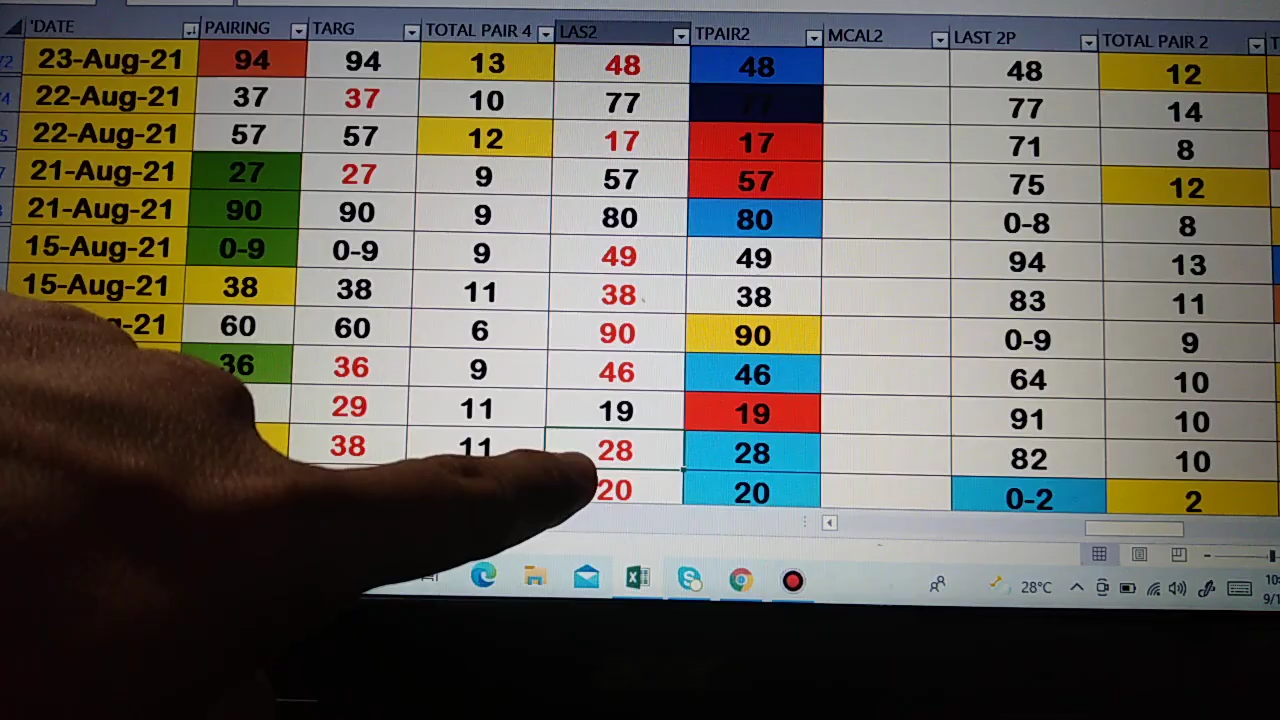 'DATE PAIRING TARG TOTAL PAIR 4 LAS2 TPAIR2 MCAL2 LAST 2P TOTAL PAIR 2
23-Aug-21 94 94 13 48 48 48 12
22-Aug-21 37 37 10 77 77 77 14
22-Aug-21 57 57 12 17 17 71 8
21-Aug-21 27 27 9 57 57 75 12
21-Aug-21 90 90 9 80 80 0-8 8
15-Aug-21 0-9 0-9 9 49 49 94 13
15-Aug-21 38 38 11 38 38 83 11
-21 60 60 6 90 90 0-9 9
36 36 9 46 46 64 10
29 11 19 19 91 10
38 11 28 28 82 10
20 20 0-2 2
28°C